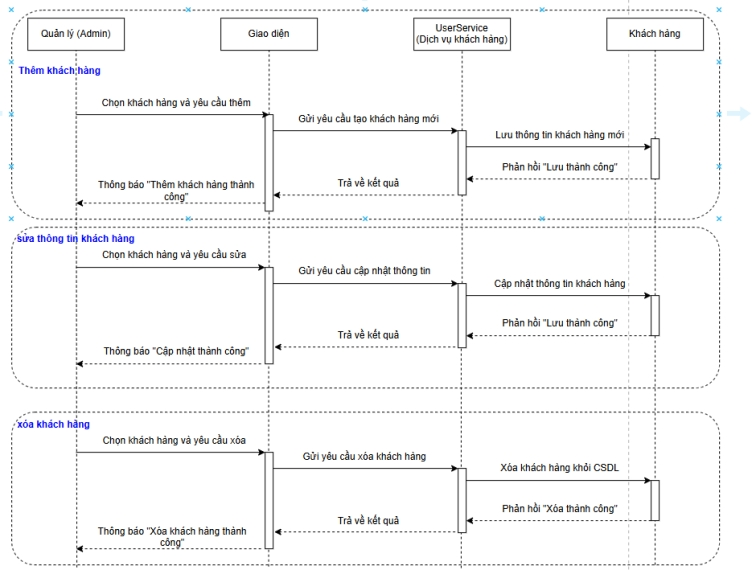 Quản lý (Admin)
Giao diện
UserService
(Dịch vụ khách hàng)
Khách hàng
Thêm khách hàng
Chọn khách hàng và yêu cầu thêm
Gửi yêu cầu tạo khách hàng mới
Lưu thông tin khách hàng mới
Phản hồi "Lưu thành công"
Trả về kết quả
Thông báo "Thêm khách hàng thành
công"
sửa thông tin khách hàng
Chọn khách hàng và yêu cầu sửa
Gửi yêu cầu cập nhật thông tin
Cập nhật thông tin khách hàng
Phản hồi "Lưu thành công"
Trả về kết quả
Thông báo "Cập nhật thành công"
xóa khách hàng
Chọn khách hàng và yêu cầu xóa
Gửi yêu cầu xóa khách hàng
Xóa khách hàng khỏi CSDL
Phản hồi "Xóa thành công"
Trả về kết quả
Thông báo "Xóa khách hàng thành
công"